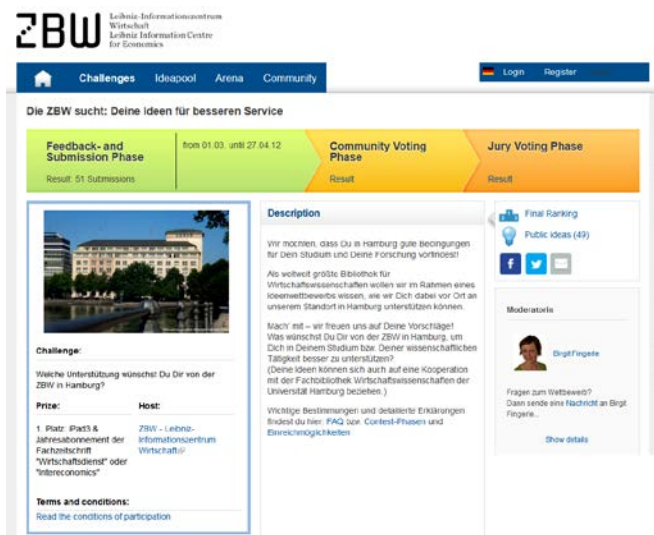 ZBW
Leibniz-Informationszentrum
Wirtschaft
Leibniz Information Centre
for Economics
Challenges Ideapool Arena Community
Login Register
Die ZBW sucht: Deine Ideen für besseren Service
Feedback- and
Submission Phase
Result: 51 Submissions
from 01.03. until 27.04.12
Community Voting
Phase
Result
Jury Voting Phase
Result
Challenge:
Welche Unterstützung wünschst Du Dir von der
ZBW in Hamburg?
Prize:
1. Platz: iPad3 &
Jahresabonnement der
Fachzeitschrift
"Wirtschaftsdienst" oder
"Intereconomics"
Host:
ZBW - Leibniz-
Informationszentrum
Wirtschaft
Terms and conditions:
Read the conditions of participation
Description
Wir möchten, dass Du in Hamburg gute Bedingungen
für Dein Studium und Deine Forschung vorfindest!
Als weltweit größte Bibliothek für
Wirtschaftswissenschaften wollen wir im Rahmen eines
Ideenwettbewerbs wissen, wie wir Dich dabei vor Ort an
unserem Standort in Hamburg unterstützen können.
Mach' mit – wir freuen uns auf Deine Vorschläge!
Was wünschst Du Dir von der ZBW in Hamburg, um
Dich in Deinem Studium bzw. Deiner wissenschaftlichen
Tätigkeit besser zu unterstützen?
(Deine Ideen können sich auch auf eine Kooperation
mit der Fachbibliothek Wirtschaftswissenschaften der
Universität Hamburg beziehen.)
Wichtige Bestimmungen und detaillierte Erklärungen
findest du hier: FAQ bzw. Contest-Phasen und
Einreichmöglichkeiten
Final Ranking
Public ideas (49)
Moderator/s
Birgit Fingerle
Fragen zum Wettbewerb?
Dann sende eine Nachricht an Birgit
Fingerle...
Show details